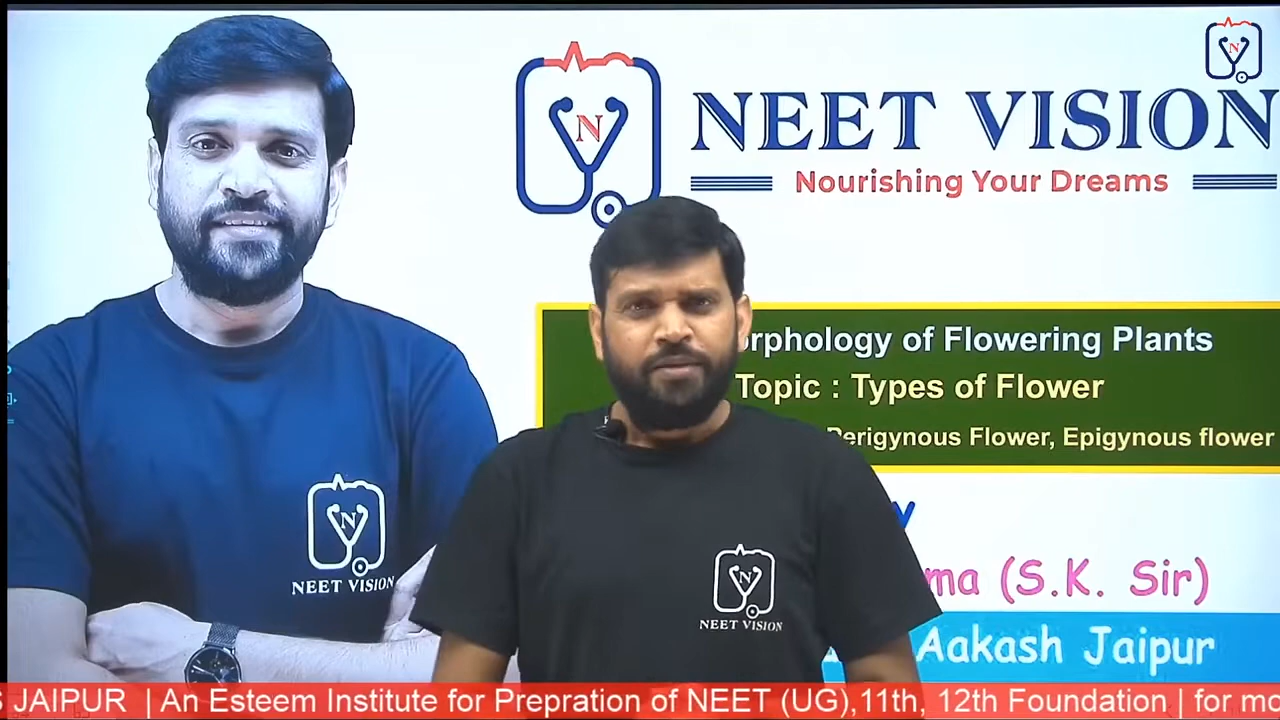 N
N
NEET VISION
Nourishing Your Dreams
orphology of Flowering Plants
Topic : Types of Flower
Perigynous Flower, Epigynous flower
y
ma (S.K. Sir)
Aakash Jaipur
N
NEET VISION
N
NEET VISION
S JAIPUR | An Esteem Institute for Prepration of NEET (UG),11th, 12th Foundation | for mo